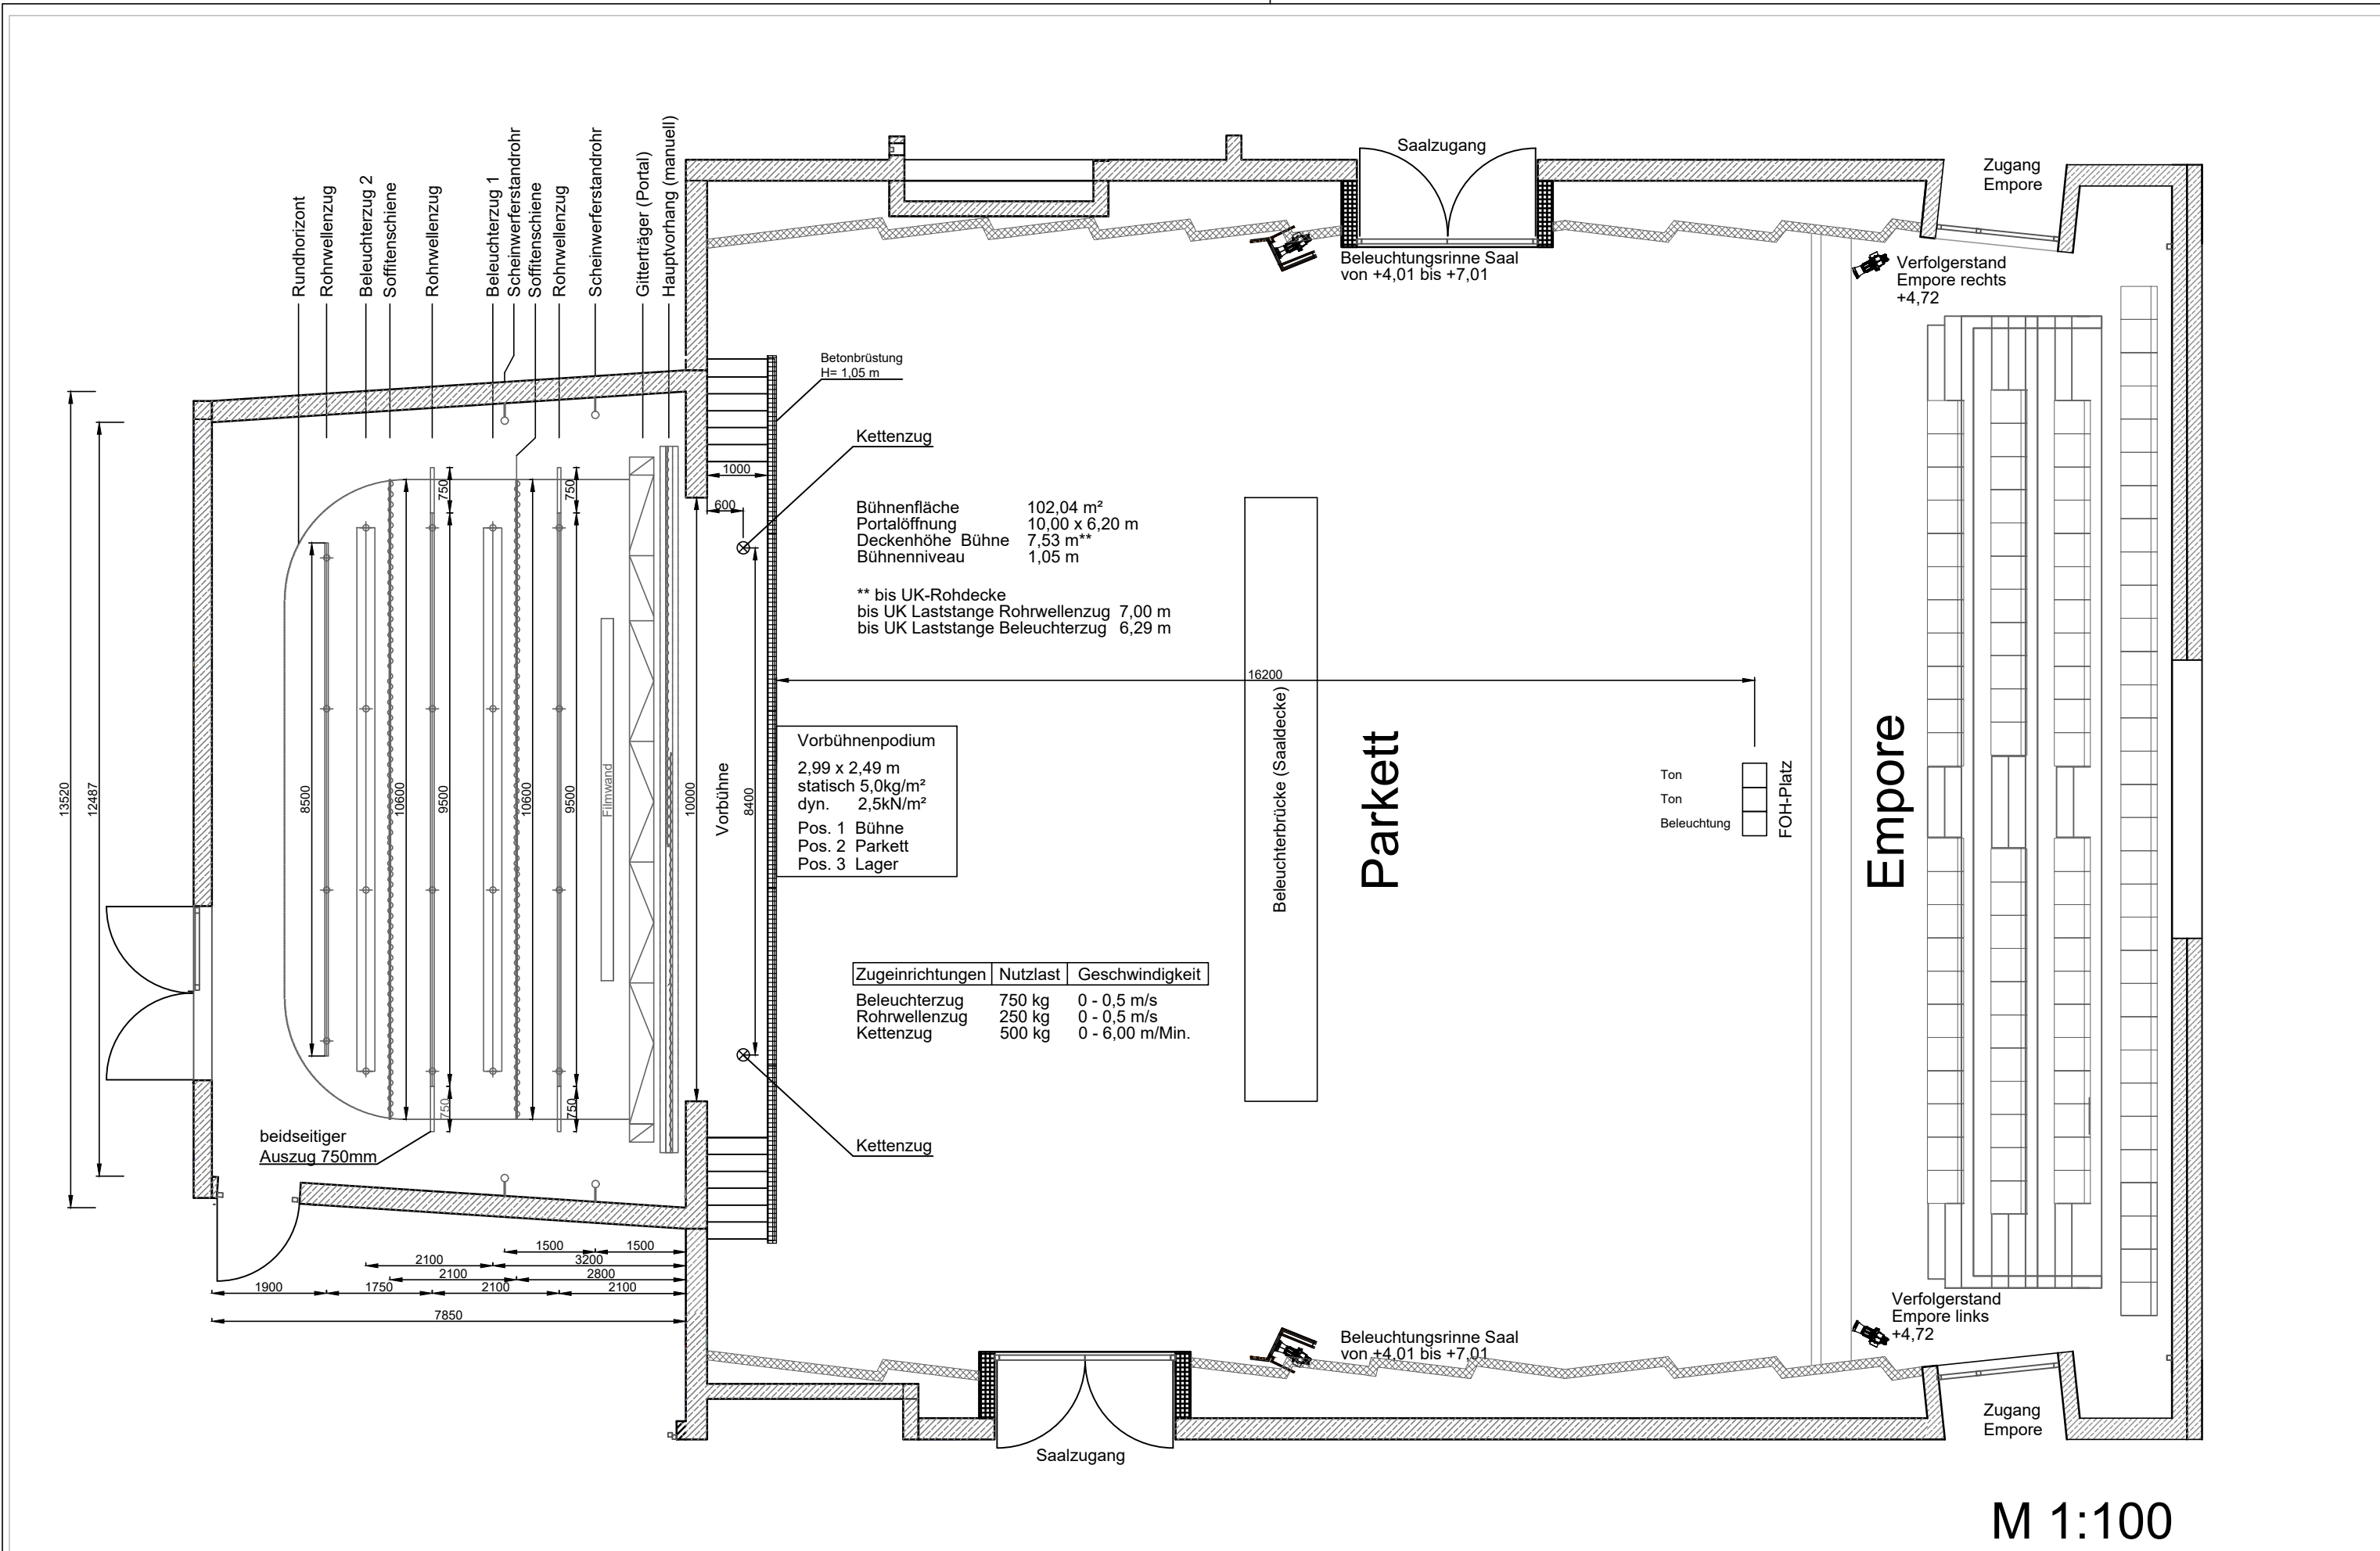 Rundhorizont
Rohrwellenzug
Beleuchterzug 2
Soffitenschiene
Rohrwellenzug
Beleuchterzug 1
Scheinwerferstandrohr
Soffitenschiene
Rohrwellenzug
Scheinwerferstandrohr
Gitterträger (Portal)
Hauptvorhang (manuell)
Saalzugang
Zugang
Empore
Beleuchtungsrinne Saal
von +4,01 bis +7,01
Verfolgerstand
Empore rechts
+4,72
Betonbrüstung
H= 1,05 m
Kettenzug
1000
600
750
750
Bühnenfläche 102,04 m²
Portalöffnung 10,00 x 6,20 m
Deckenhöhe Bühne 7,53 m**
Bühnenniveau 1,05 m
** bis UK-Rohdecke
bis UK Laststange Rohrwellenzug 7,00 m
bis UK Laststange Beleuchterzug 6,29 m
16200
13520
12487
8500
10600
9500
10600
9500
Filmwand
10000
Vorbühne
8400
Vorbühnenpodium
2,99 x 2,49 m
statisch 5,0kg/m²
dyn. 2,5kN/m²
Pos. 1 Bühne
Pos. 2 Parkett
Pos. 3 Lager
Beleuchterbrücke (Saaldecke)
Parkett
Ton
Ton
Beleuchtung
FOH-Platz
Empore
Zugeinrichtungen Nutzlast Geschwindigkeit
Beleuchterzug 750 kg 0 - 0,5 m/s
Rohrwellenzug 250 kg 0 - 0,5 m/s
Kettenzug 500 kg 0 - 6,00 m/Min.
750
750
beidseitiger
Auszug 750mm
Kettenzug
1500 1500
2100 3200
2100 2800
1900 1750 2100 2100
7850
Verfolgerstand
Empore links
+4,72
Beleuchtungsrinne Saal
von +4,01 bis +7,01
Zugang
Empore
Saalzugang
M 1:100